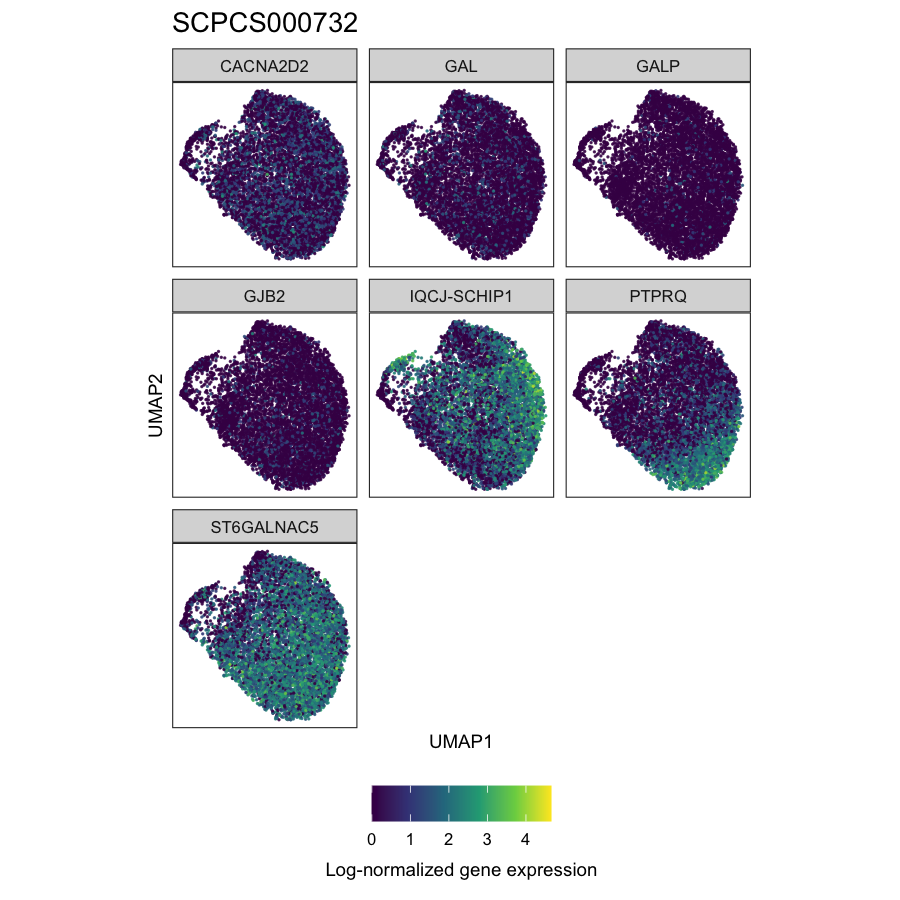 SCPCS000732
CACNA2D2
GAL
GALP
GJB2
IQCJ-SCHIP1
PTPRQ
UMAP2
ST6GALNAC5
UMAP1
0 1 2 3 4
Log-normalized gene expression